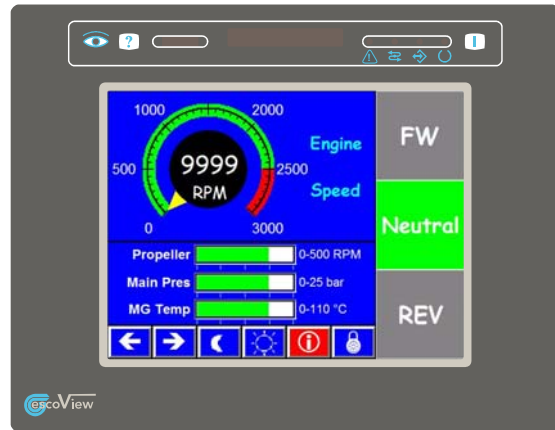 ?
1000 2000
500 2500
9999
RPM
0 3000
Engine
Speed
FW
Neutral
REV
Propeller 0-500 RPM
Main Pres 0-25 bar
MG Temp 0-110 °C
escoView